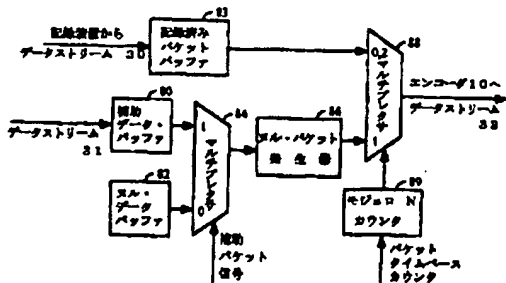 記録装置から
データストリーム 30
83
記録済み
パケット
バッファ
88
0,2
マルチプレクサ
1
エンコーダ10へ
データストリーム
32
80
補助
データ・
バッファ
データストリーム
31
84
1
マルチプレクサ
0
86
ヌル・パケット
発生器
82
ヌル・
データ
バッファ
89
モジュロ N
カウンタ
補助
パケット
信号
パケット
タイムベース
カウンタ